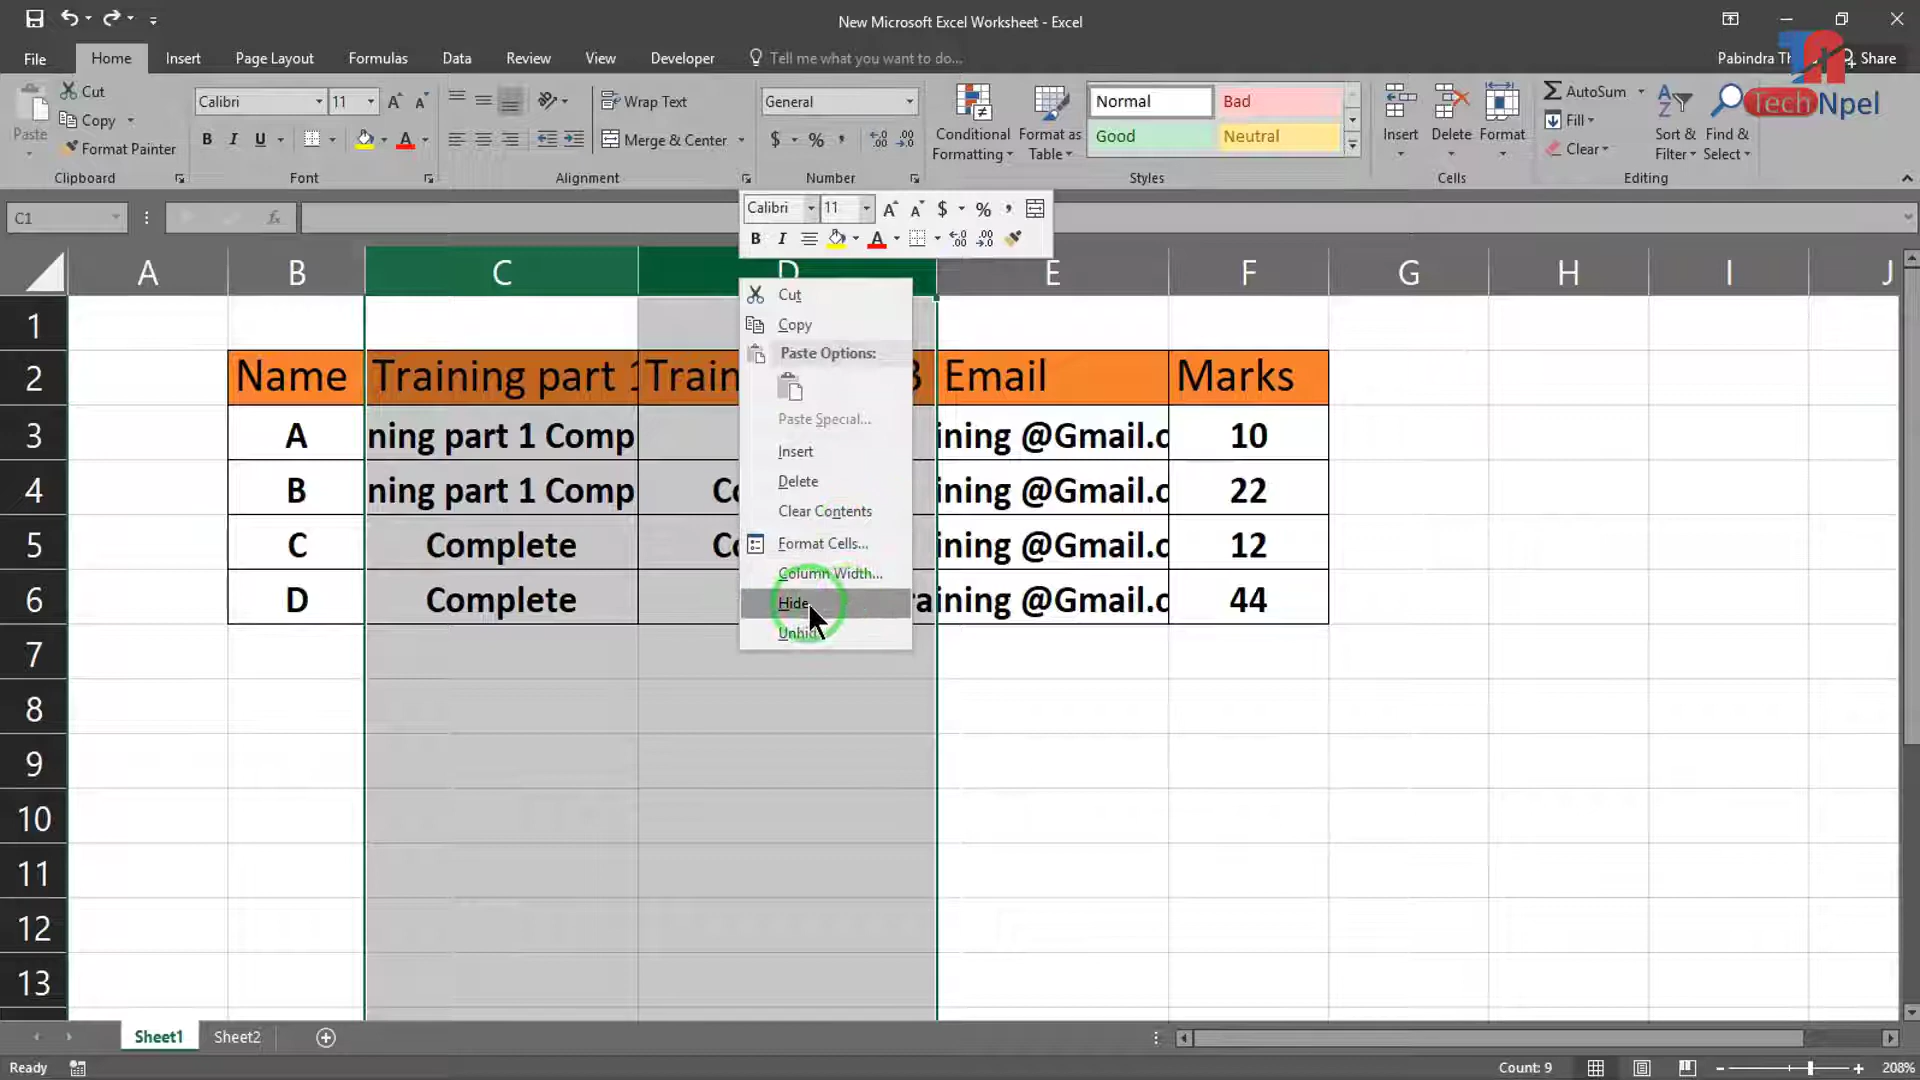 New Microsoft Excel Worksheet - Excel
File Home Insert Page Layout Formulas Data Review View Developer Tell me what you want to do... Pabindra Share
TechNpel
Cut
Copy
Format Painter
Paste
Clipboard
Calibri 11
B I U
Font
Wrap Text
Merge & Center
Alignment
General
$ % ,
Number
Conditional Formatting
Format as Table
Normal Bad
Good Neutral
Styles
Insert Delete Format
Cells
AutoSum
Fill
Clear
Sort & Filter
Find & Select
Editing
C1
fx
Calibri 11 $ % ,
B I
A B C D E F G H I J
Cut
Copy
Paste Options:
Paste Special...
Insert
Delete
Clear Contents
Format Cells...
Column Width...
Hide
1
2 Name Training part 1 Email Marks
3 A ning part 1 Comp ining @Gmail.c 10
4 B ning part 1 Comp ining @Gmail.c 22
5 C Complete ining @Gmail.c 12
6 D Complete ining @Gmail.c 44
7
8
9
10
11
12
13
Sheet1 Sheet2
Ready Count: 9 208%